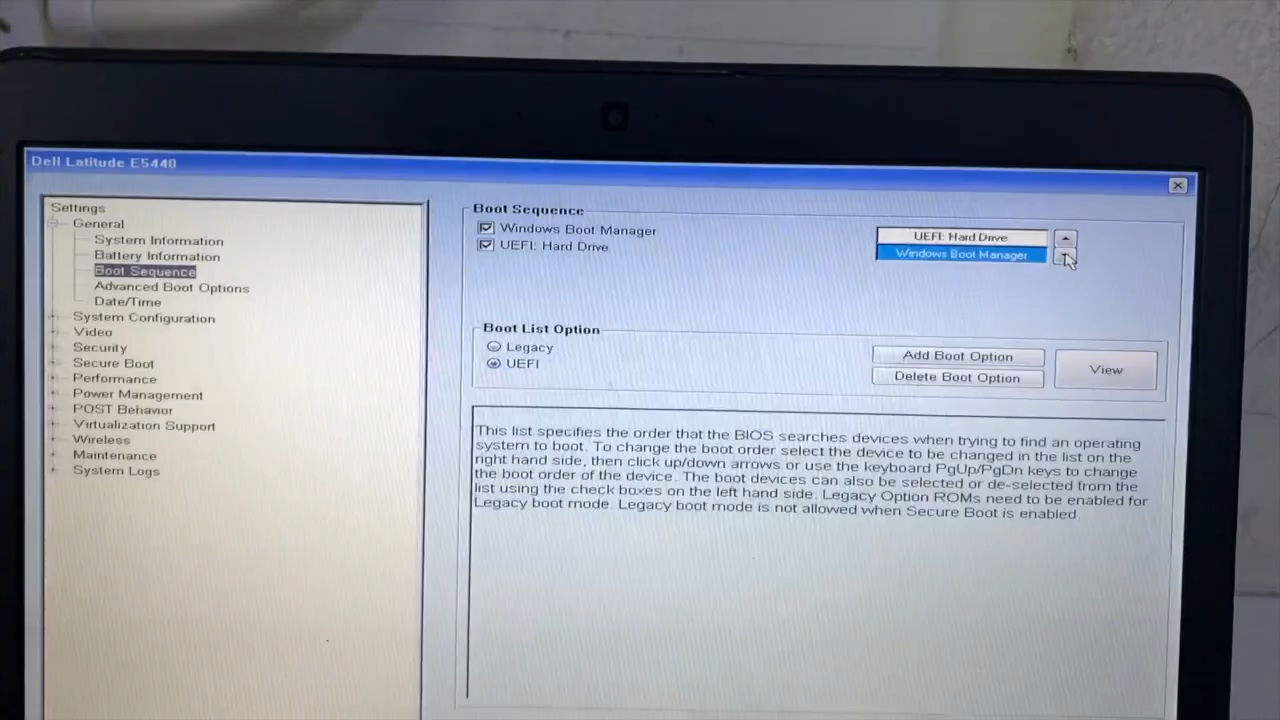 Dell Latitude E5440
Settings
General
System Information
Battery Information
Boot Sequence
Advanced Boot Options
Date/Time
System Configuration
Video
Security
Secure Boot
Performance
Power Management
POST Behavior
Virtualization Support
Wireless
Maintenance
System Logs
Boot Sequence
Windows Boot Manager
UEFI: Hard Drive
UEFI: Hard Drive
Windows Boot Manager
Boot List Option
Legacy
UEFI
Add Boot Option
Delete Boot Option
View
This list specifies the order that the BIOS searches devices when trying to find an operating
system to boot. To change the boot order select the device to be changed in the list on the
right hand side, then click up/down arrows or use the keyboard PgUp/PgDn keys to change
the boot order of the device. The boot devices can also be selected or de-selected from the
list using the check boxes on the left hand side. Legacy Option ROMs need to be enabled for
Legacy boot mode. Legacy boot mode is not allowed when Secure Boot is enabled.